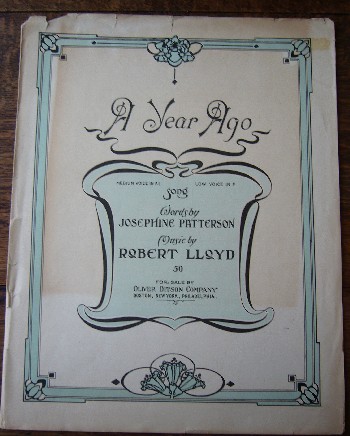 A Year Ago
MEDIUM VOICE IN LOW VOICE IN F
Song
Words by
JOSEPHINE PATTERSON
Music by
ROBERT LLOYD
50
FOR SALE BY
OLIVER DITSON COMPANY
BOSTON, NEW YORK, PHILADELPHIA.